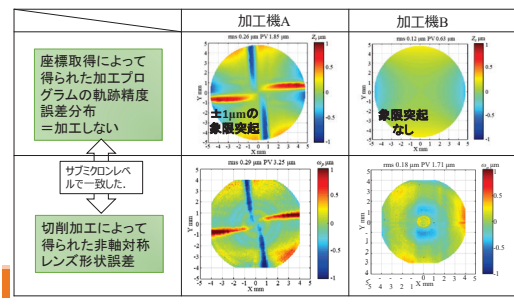 加工機A
加工機B
座標取得によって
得られた加工プロ
グラムの軌跡精度
誤差分布
＝加工しない
サブミクロンレベ
ルで一致した.
切削加工によって
得られた非軸対称
レンズ形状誤差
rms 0.26 μm PV 1.85 μm
±1μmの
象限突起
Y mm
X mm
rms 0.12 μm PV 0.63 μm
象限突起
なし
Y mm
X mm
rms 0.29 μm PV 3.25 μm
Y mm
X mm
rms 0.18 μm PV 1.71 μm
Y mm
X mm